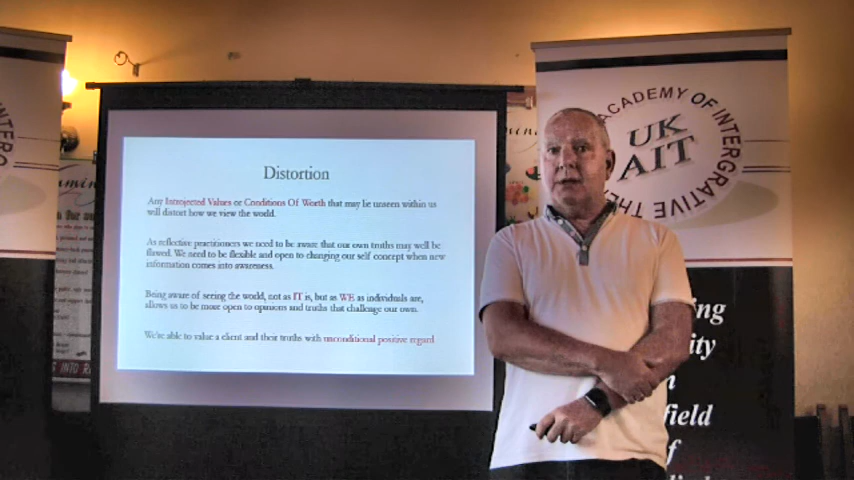 Distortion
Any Introjected Values or Conditions Of Worth that may lie unseen within us
will distort how we view the world.
As reflective practitioners we need to be aware that our own truths may well be
flawed. We need to be flexible and open to changing our self concept when new
information comes into awareness.
Being aware of seeing the world, not as IT is, but as WE as individuals are,
allows us to be more open to opinions and truths that challenge our own.
We're able to value a client and their truths with unconditional positive regard
ACADEMY OF INTERGRATIVE THE
UK
AIT
ing
ity
n
field
f